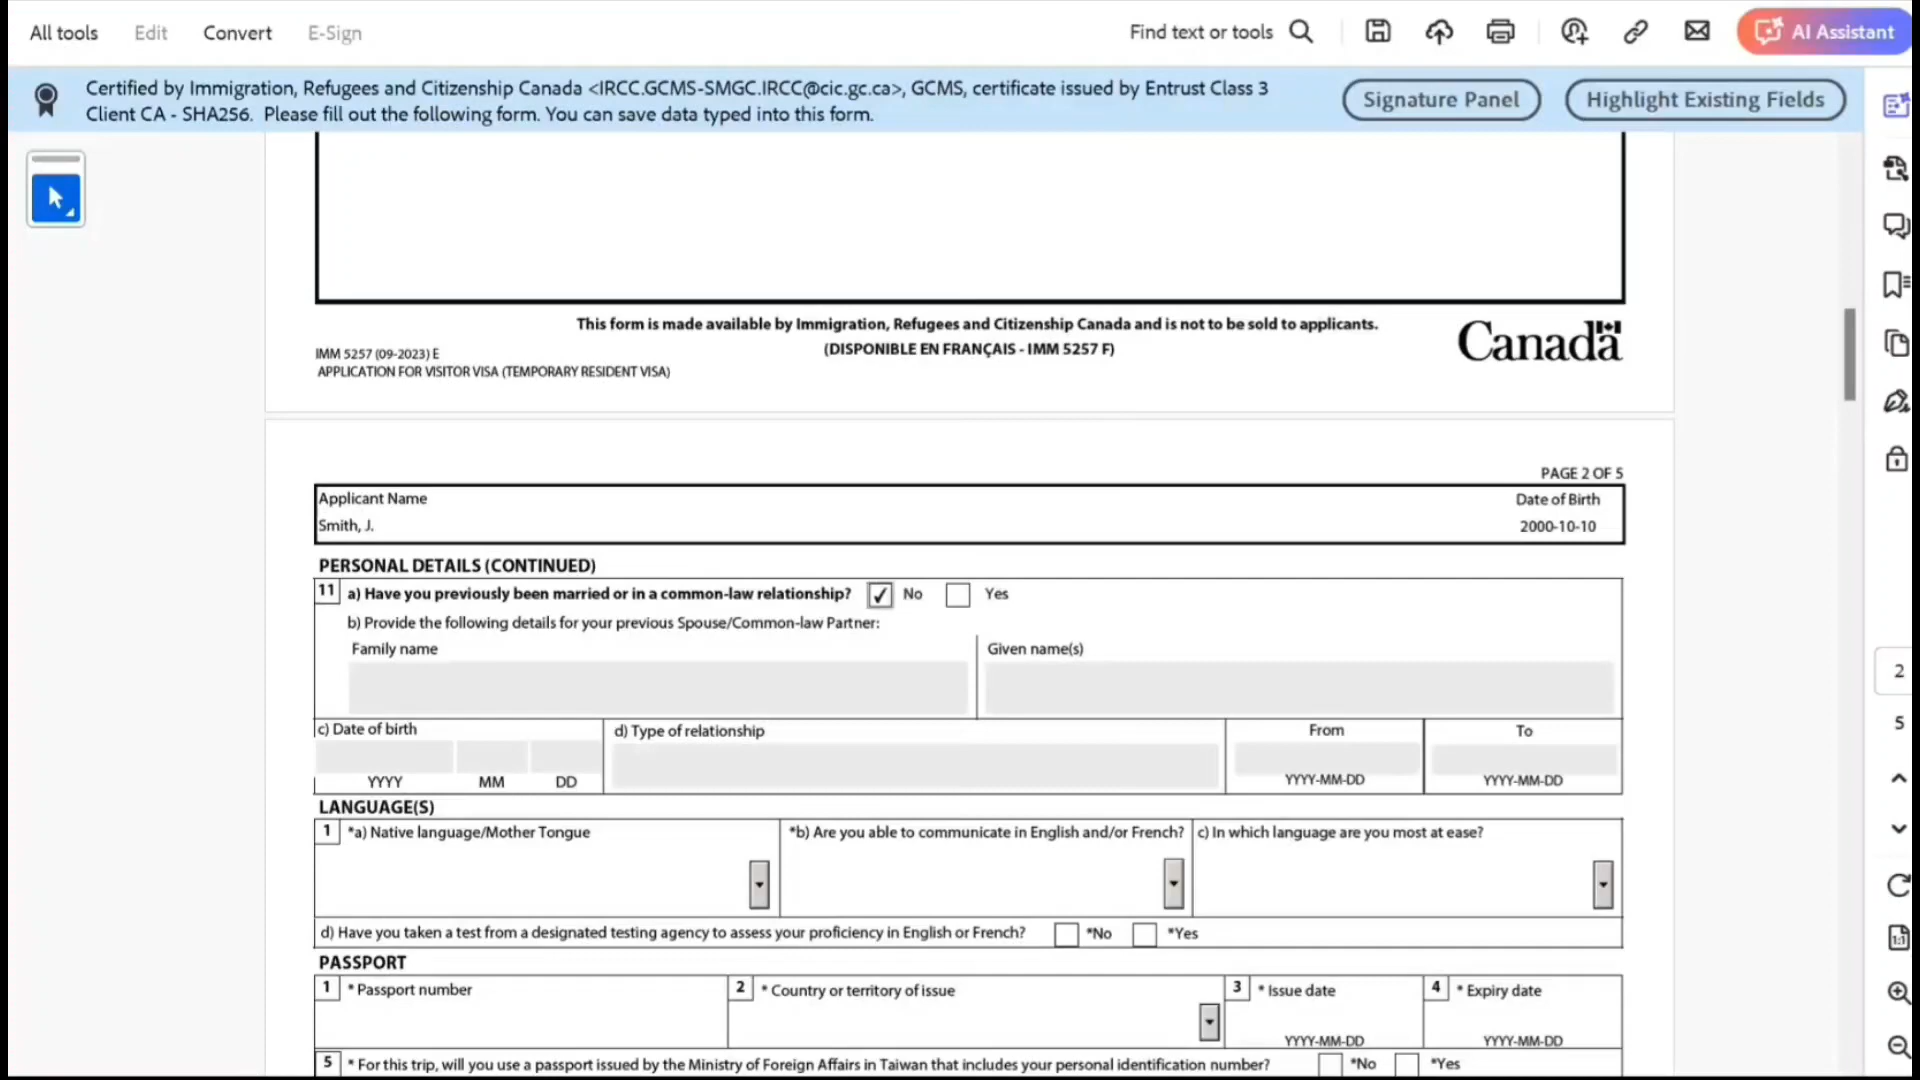 All tools Edit Convert E-Sign Find text or tools AI Assistant
Certified by Immigration, Refugees and Citizenship Canada <IRCC.GCMS-SMGC.IRCC@cic.gc.ca>, GCMS, certificate issued by Entrust Class 3
Client CA - SHA256. Please fill out the following form. You can save data typed into this form.
Signature Panel Highlight Existing Fields
This form is made available by Immigration, Refugees and Citizenship Canada and is not to be sold to applicants.
(DISPONIBLE EN FRANÇAIS - IMM 5257 F)
Canada
IMM 5257 (09-2023) E
APPLICATION FOR VISITOR VISA (TEMPORARY RESIDENT VISA)
PAGE 2 OF 5
Applicant Name Date of Birth
Smith, J. 2000-10-10
PERSONAL DETAILS (CONTINUED)
11 a) Have you previously been married or in a common-law relationship? No Yes
b) Provide the following details for your previous Spouse/Common-law Partner:
Family name Given name(s)
c) Date of birth d) Type of relationship From To
YYYY MM DD YYYY-MM-DD YYYY-MM-DD
LANGUAGE(S)
1 *a) Native language/Mother Tongue *b) Are you able to communicate in English and/or French? c) In which language are you most at ease?
d) Have you taken a test from a designated testing agency to assess your proficiency in English or French? *No *Yes
PASSPORT
1 * Passport number 2 * Country or territory of issue 3 * Issue date 4 * Expiry date
YYYY-MM-DD YYYY-MM-DD
5 * For this trip, will you use a passport issued by the Ministry of Foreign Affairs in Taiwan that includes your personal identification number? *No *Yes
2
5
1:1